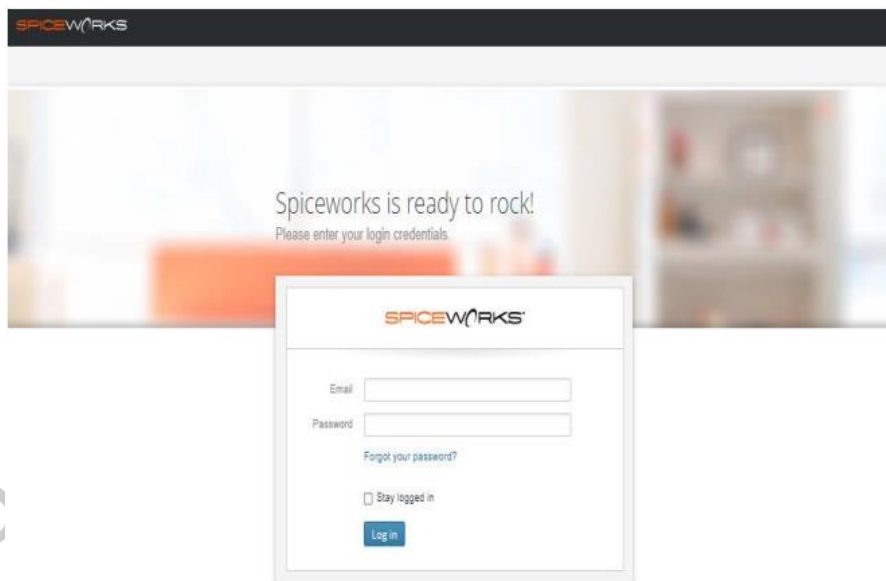 SPICEWORKS
Spiceworks is ready to rock!
Please enter your login credentials.
SPICEWORKS
Email
Password
Forgot your password?
Stay logged in
Log in